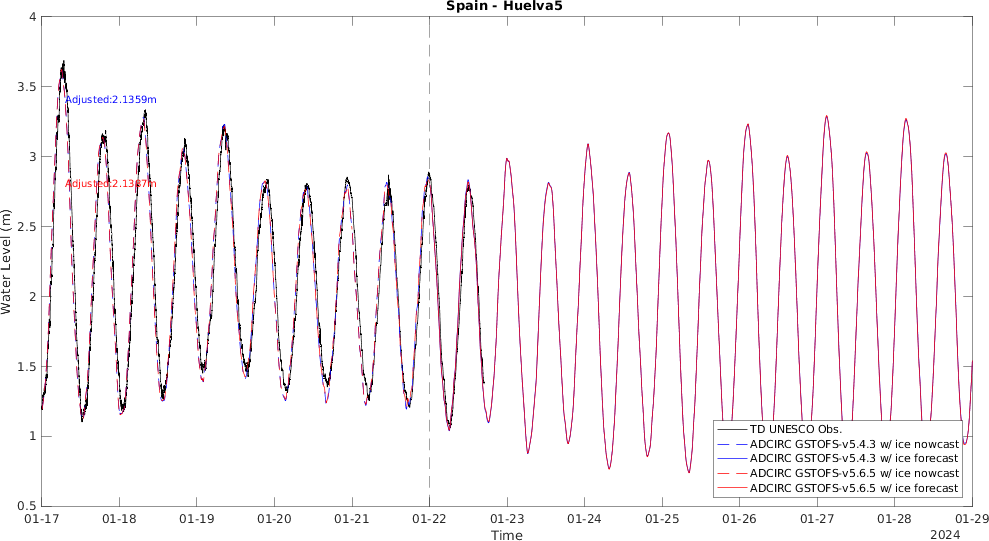 Spain - Huelva5
4
3.5
3
2.5
2
1.5
1
0.5
Water Level (m)
Adjusted:2.1359m
Adjusted:2.1387m
TD UNESCO Obs.
ADCIRC GSTOFS-v5.4.3 w/ ice nowcast
ADCIRC GSTOFS-v5.4.3 w/ ice forecast
ADCIRC GSTOFS-v5.6.5 w/ ice nowcast
ADCIRC GSTOFS-v5.6.5 w/ ice forecast
01-17 01-18 01-19 01-20 01-21 01-22 01-23 01-24 01-25 01-26 01-27 01-28 01-29
Time
2024